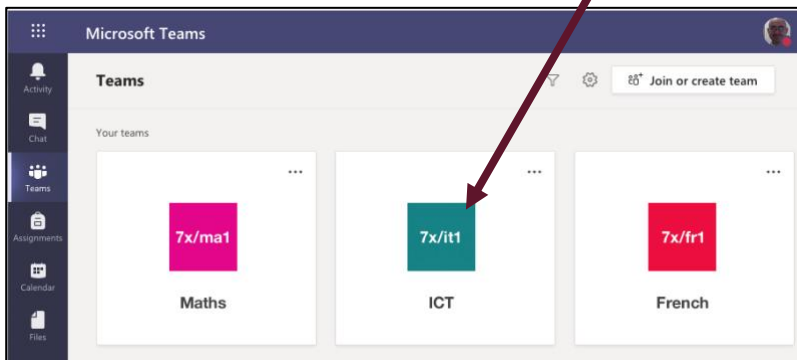 Microsoft Teams
Activity
Chat
Teams
Assignments
Calendar
Files
Teams
Join or create team
Your teams
7x/ma1
7x/it1
7x/fr1
Maths
ICT
French